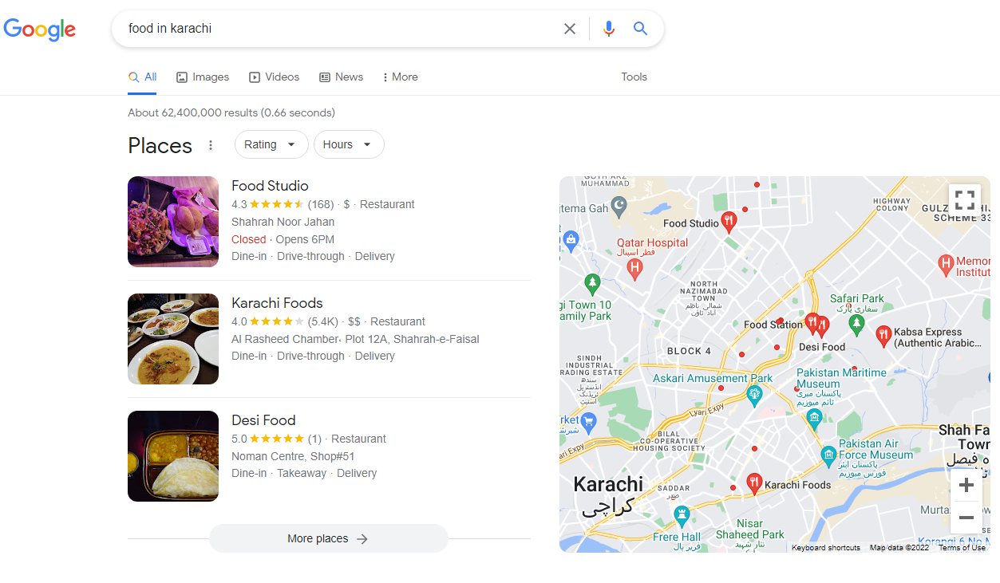 Google
food in karachi
All
Images
Videos
News
More
Tools
About 62,400,000 results (0.66 seconds)
Places
Rating
Hours
Food Studio
4.3 (168) · $ · Restaurant
Shahrah Noor Jahan
Closed · Opens 6PM
Dine-in · Drive-through · Delivery
Karachi Foods
4.0 (5.4K) · $$ · Restaurant
Al Rasheed Chamber· Plot 12A, Shahrah-e-Faisal
Dine-in · Drive-through · Delivery
Desi Food
5.0 (1) · Restaurant
Noman Centre, Shop#51
Dine-in · Takeaway · Delivery
More places
MUHAMMAD
HIGHWAY
COLONY
SCHEME 33
tema Gah
Food Studio
Qatar Hospital
قطر اسپتال
Memor
Institut
NORTH
NAZIMABAD
TOWN
شمالی ناظم
آباد ٹاؤن
Safari Park
سفاری پارک
gi Town 10
amily Park
Food Station
Desi Food
Kabsa Express
(Authentic Arabic...
BLOCK 4
SINDH
INDUSTRIAL
RADING ESTATE
سندھ
انڈسٹریل
ٹریڈنگ
اسٹیٹ
Askari Amusement Park
Pakistan Maritime
Museum
پاکستان میری
ٹائم میوزیم
Lyari Expy
rket
ari Expy
BILAL
CO-OPERATIVE
HOUSING SOCIETY
Shah Fa
Town
ه فیصل
Pakistan Air
Force Museum
پاکستان ایئر
فورس میوزیم
Karachi
کراچی
SADDAR
صدر
Karachi Foods
Frere Hall
فریر ہال
Nisar
Shaheed Park
نثار شہید
Murta
Korangi 6 No M
Keyboard shortcuts
Map data ©2022
Terms of Use